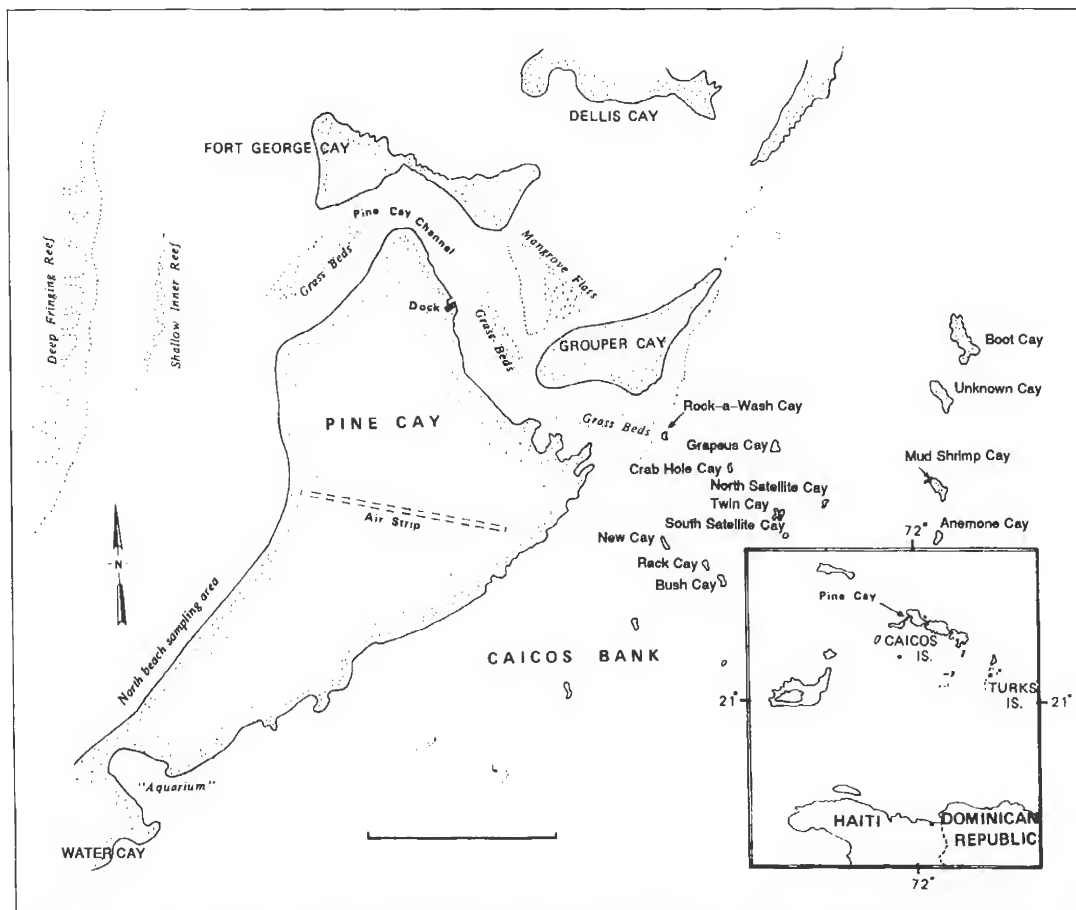 DELLIS CAY
FORT GEORGE CAY
Pine Cay Channel
Grass Beds
Mangrove Flats
Deep Fringing Reef
Shallow Inner Reef
Dock
Grass Beds
GROUPER CAY
Boot Cay
Unknown Cay
PINE CAY
Grass Beds
Rock-a-Wash Cay
Grapsus Cay
Crab Hole Cay
Mud Shrimp Cay
North Satellite Cay
Twin Cay
South Satellite Cay
Anemone Cay
Air Strip
New Cay
Rack Cay
Bush Cay
N
North beach sampling area
CAICOS BANK
"Aquarium"
WATER CAY
72°
Pine Cay
CAICOS
IS.
TURKS
IS.
21°
21°
HAITI
DOMINICAN
REPUBLIC
72°